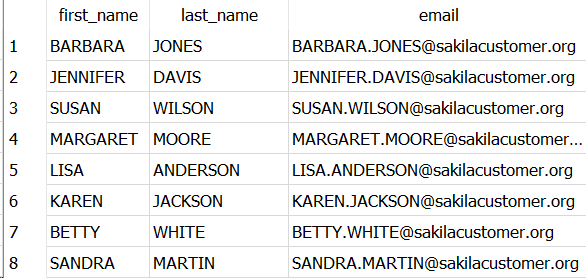 first_name last_name email
1 BARBARA JONES BARBARA.JONES@sakilacustomer.org
2 JENNIFER DAVIS JENNIFER.DAVIS@sakilacustomer.org
3 SUSAN WILSON SUSAN.WILSON@sakilacustomer.org
4 MARGARET MOORE MARGARET.MOORE@sakilacustomer...
5 LISA ANDERSON LISA.ANDERSON@sakilacustomer.org
6 KAREN JACKSON KAREN.JACKSON@sakilacustomer.org
7 BETTY WHITE BETTY.WHITE@sakilacustomer.org
8 SANDRA MARTIN SANDRA.MARTIN@sakilacustomer.org